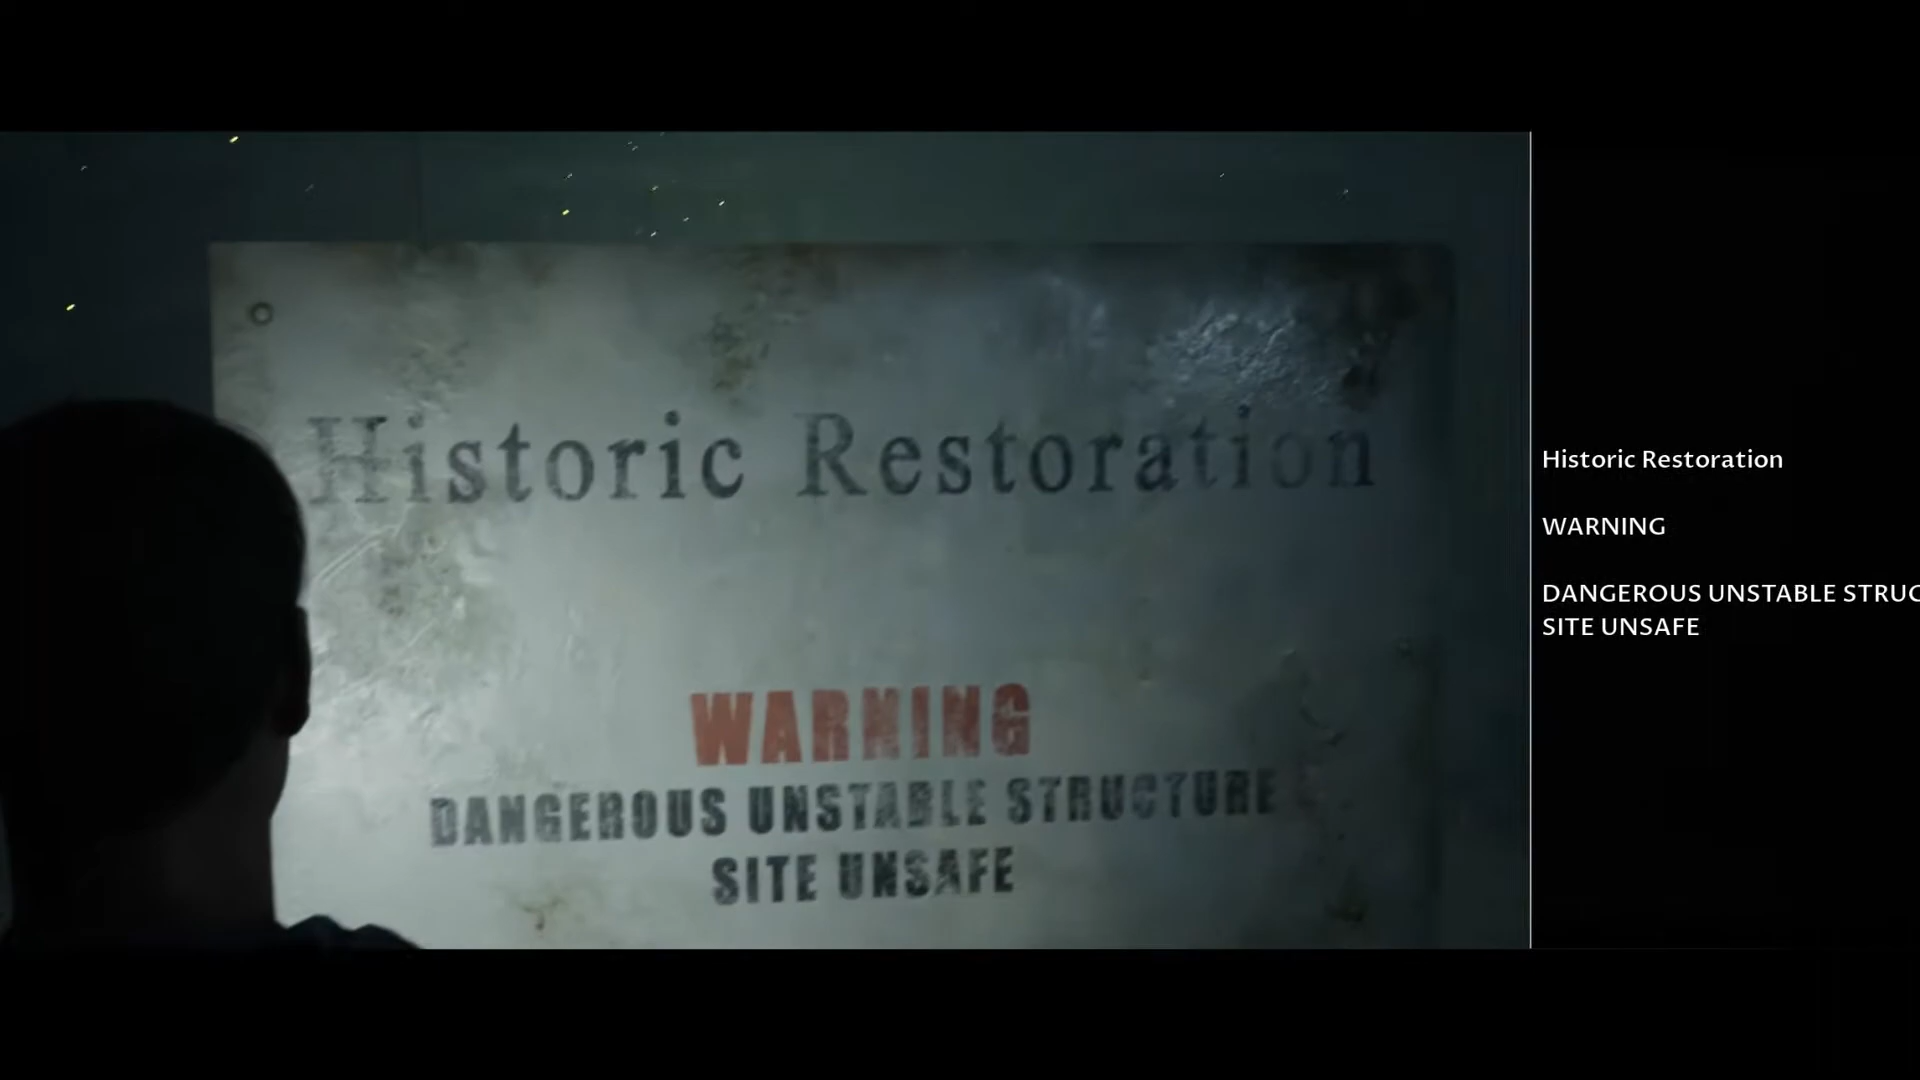 Historic Restoration
WARNING
DANGEROUS UNSTABLE STRUCTURE
SITE UNSAFE
Historic Restoration
WARNING
DANGEROUS UNSTABLE STRUC
SITE UNSAFE